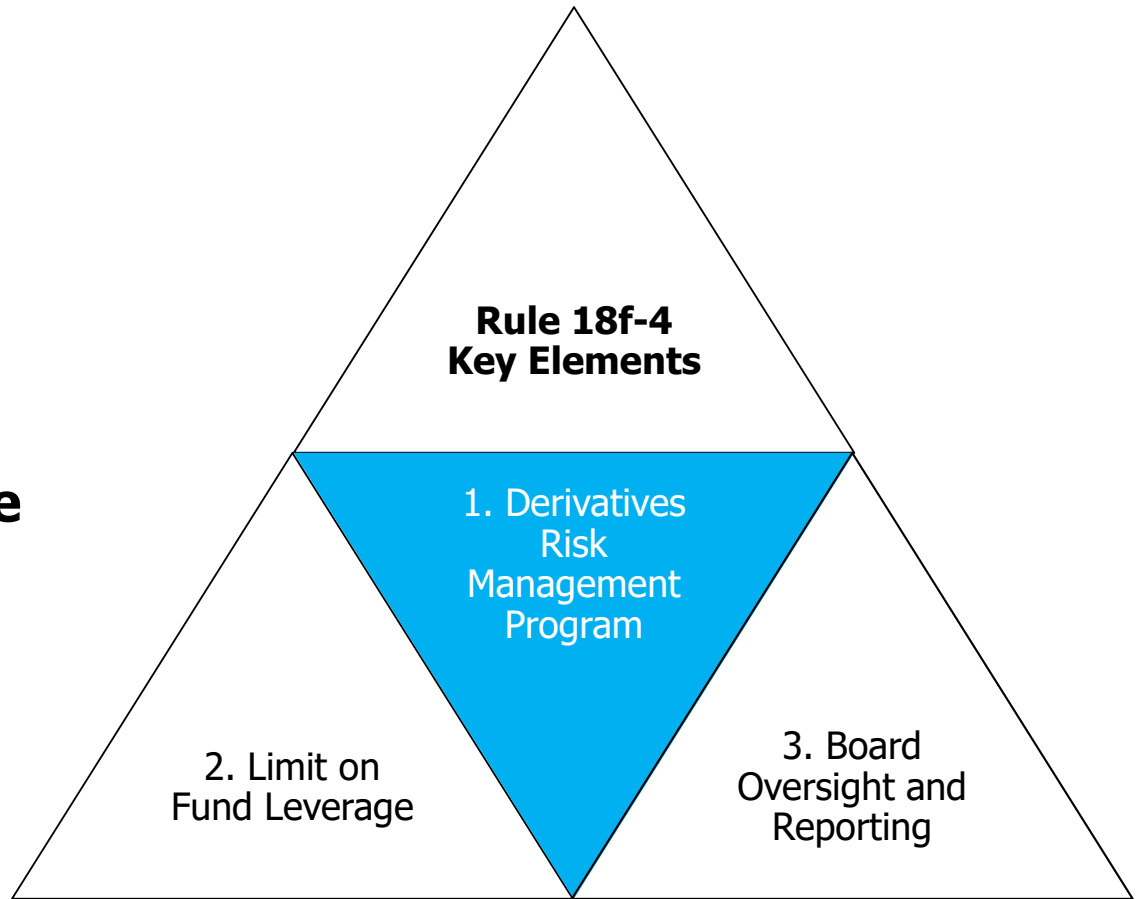 Rule 18f-4
Key Elements
e
1. Derivatives
Risk
Management
Program
2. Limit on
Fund Leverage
3. Board
Oversight and
Reporting